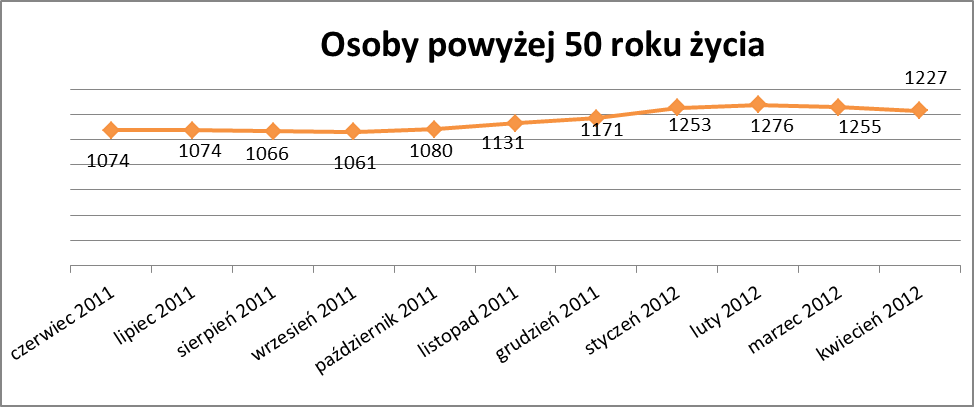 Osoby powyżej 50 roku życia
1074
1074
1066
1061
1080
1131
1171
1253
1276
1255
1227
czerwiec 2011
lipiec 2011
sierpień 2011
wrzesień 2011
październik 2011
listopad 2011
grudzień 2011
styczeń 2012
luty 2012
marzec 2012
kwiecień 2012